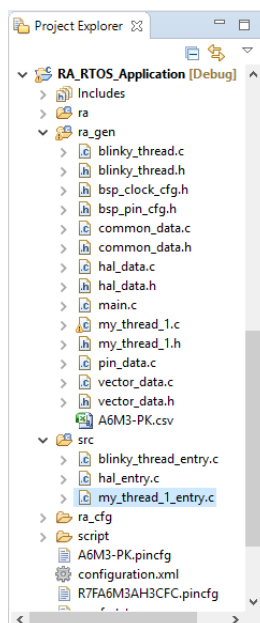 Project Explorer
RA_RTOS_Application [Debug]
Includes
ra
ra_gen
blinky_thread.c
blinky_thread.h
bsp_clock_cfg.h
bsp_pin_cfg.h
common_data.c
common_data.h
hal_data.c
hal_data.h
main.c
my_thread_1.c
my_thread_1.h
pin_data.c
vector_data.c
vector_data.h
A6M3-PK.csv
src
blinky_thread_entry.c
hal_entry.c
my_thread_1_entry.c
ra_cfg
script
A6M3-PK.pincfg
configuration.xml
R7FA6M3AH3CFC.pincfg